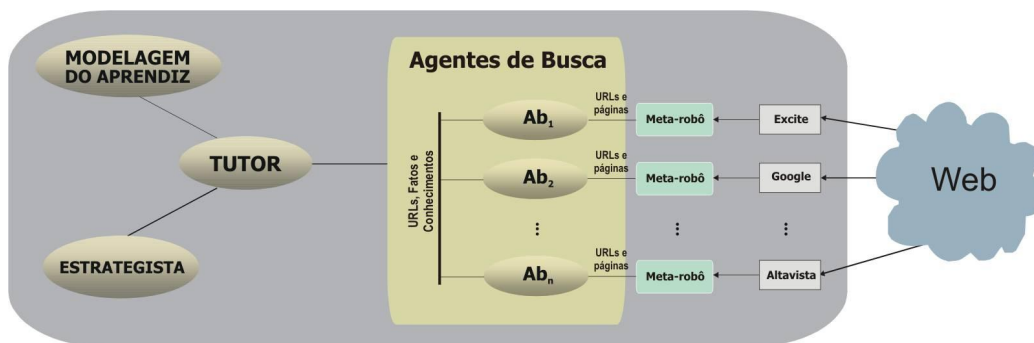 MODELAGEM
DO APRENDIZ
TUTOR
ESTRATEGISTA
Agentes de Busca
URLs, Fatos e
Conhecimentos
Ab1
URLs e
páginas
Meta-robô
Excite
Ab2
URLs e
páginas
Meta-robô
Google
...
...
...
Abn
URLs e
páginas
Meta-robô
Altavista
Web